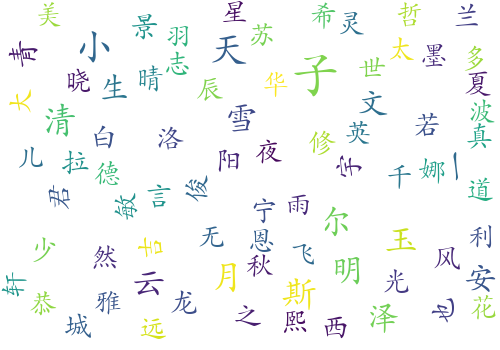 美
景
羽
志
星
苏
希
灵
哲
兰
青
小
天
子
太
墨
多
夏
晓
生
晴
辰
华
世
文
大
清
白
洛
雪
修
英
若
波
真
儿
拉
德
阳
夜
宇
千
娜
一
道
君
敏
言
俊
宁
雨
尔
恩
无
飞
玉
利
少
然
古
云
月
秋
斯
明
风
光
安
轩
恭
雅
龙
之
熙
西
泽
也
花
城
远